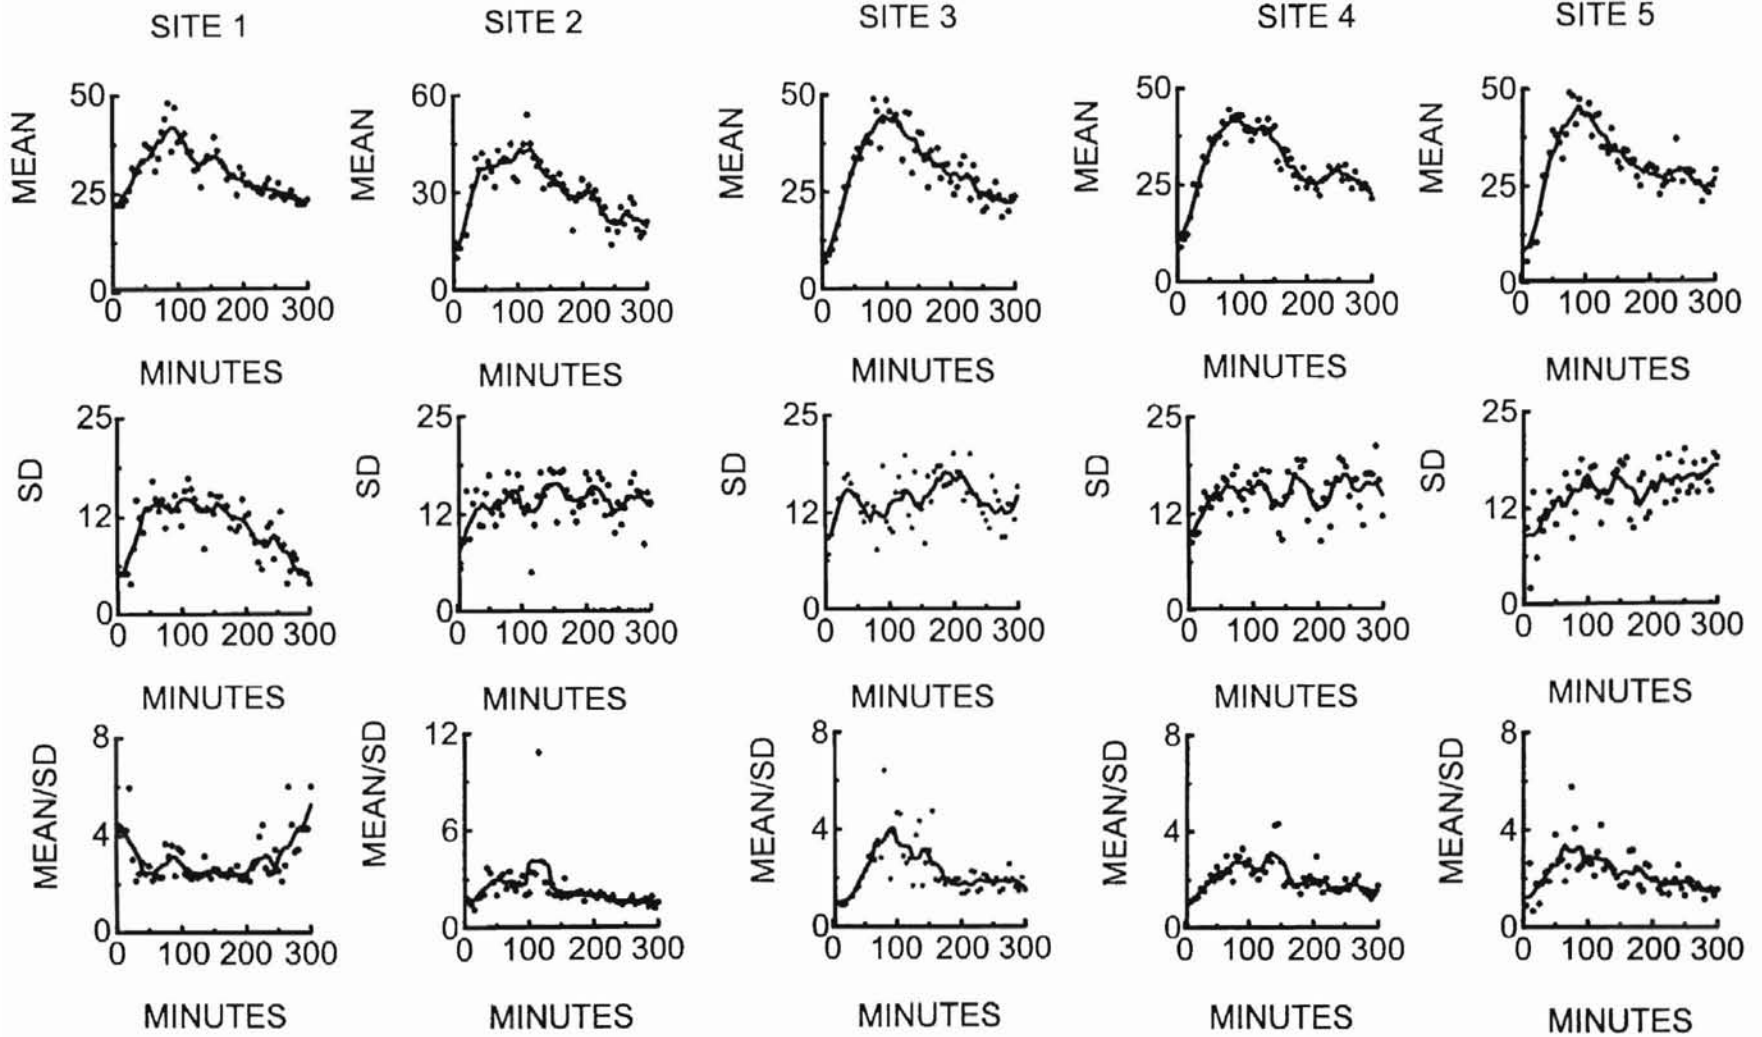 SITE 1 SITE 2 SITE 3 SITE 4 SITE 5
MEAN MEAN MEAN MEAN MEAN
50 60 50 50 50
25 30 25 25 25
0 0 0 0 0
0 100 200 300 0 100 200 300 0 100 200 300 0 100 200 300 0 100 200 300
MINUTES MINUTES MINUTES MINUTES MINUTES
SD SD SD SD SD
25 25 25 25 25
12 12 12 12 12
0 0 0 0 0
0 100 200 300 0 100 200 300 0 100 200 300 0 100 200 300 0 100 200 300
MINUTES MINUTES MINUTES MINUTES MINUTES
MEAN/SD MEAN/SD MEAN/SD MEAN/SD MEAN/SD
8 12 8 8 8
4 6 4 4 4
0 0 0 0 0
0 100 200 300 0 100 200 300 0 100 200 300 0 100 200 300 0 100 200 300
MINUTES MINUTES MINUTES MINUTES MINUTES